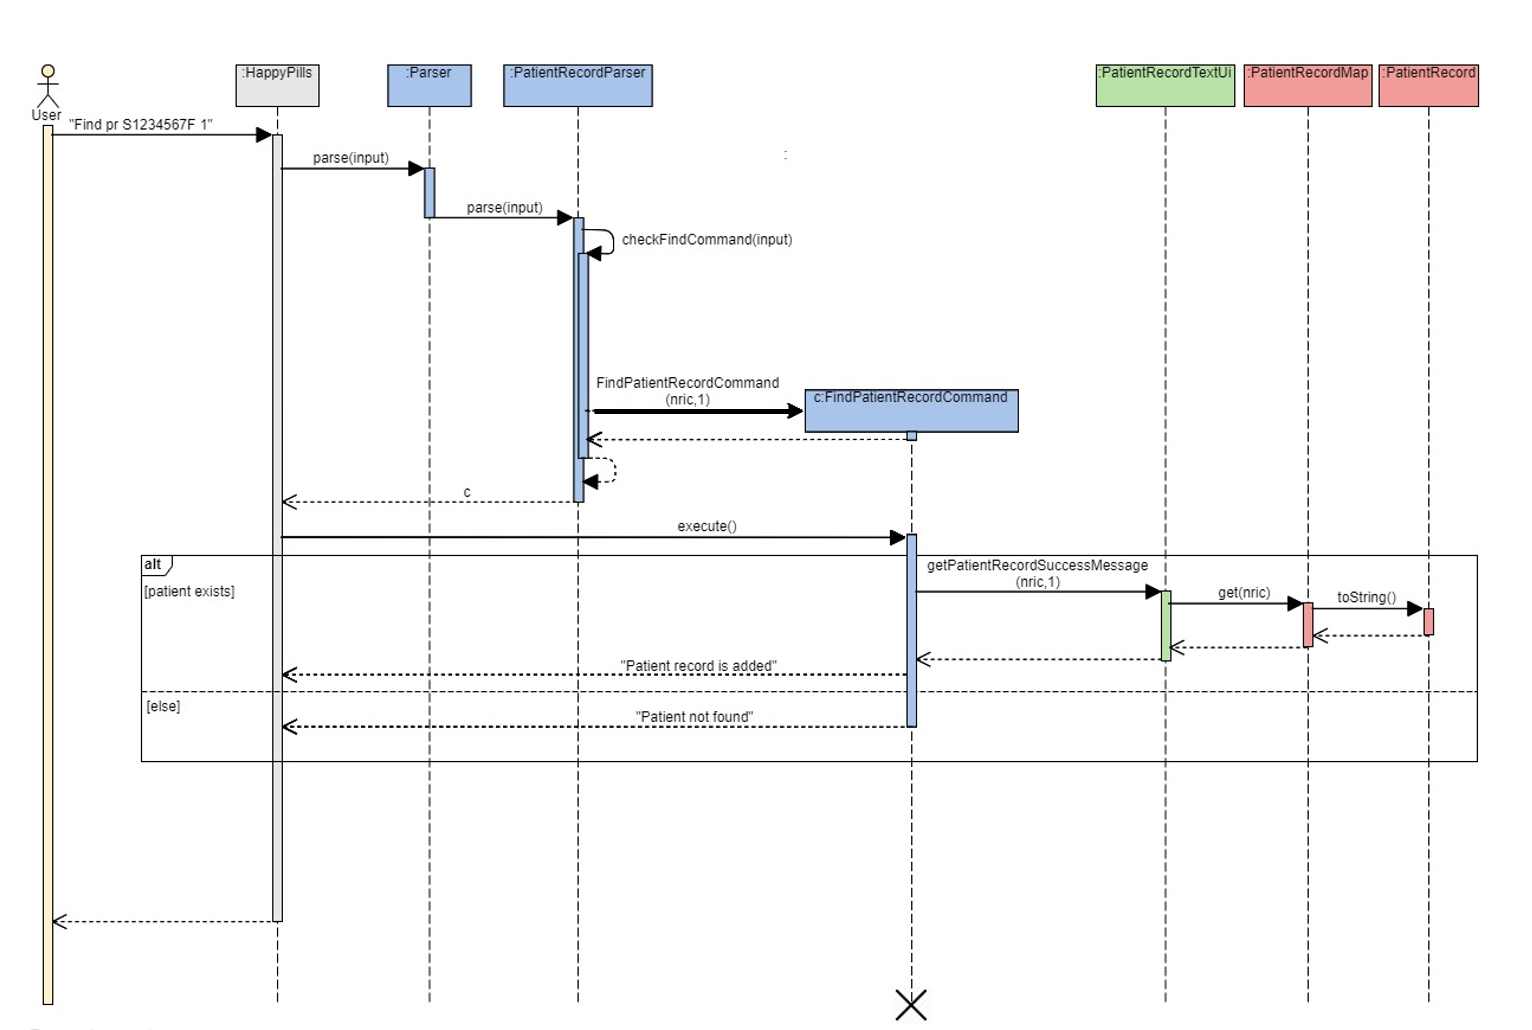 :HappyPills
:Parser
:PatientRecordParser
:PatientRecordTextUi
:PatientRecordMap
:PatientRecord
User
"Find pr S1234567F 1"
parse(input)
:
parse(input)
checkFindCommand(input)
FindPatientRecordCommand
(nric,1)
c:FindPatientRecordCommand
c
execute()
alt
[patient exists]
getPatientRecordSuccessMessage
(nric,1)
get(nric)
toString()
"Patient record is added"
[else]
"Patient not found"